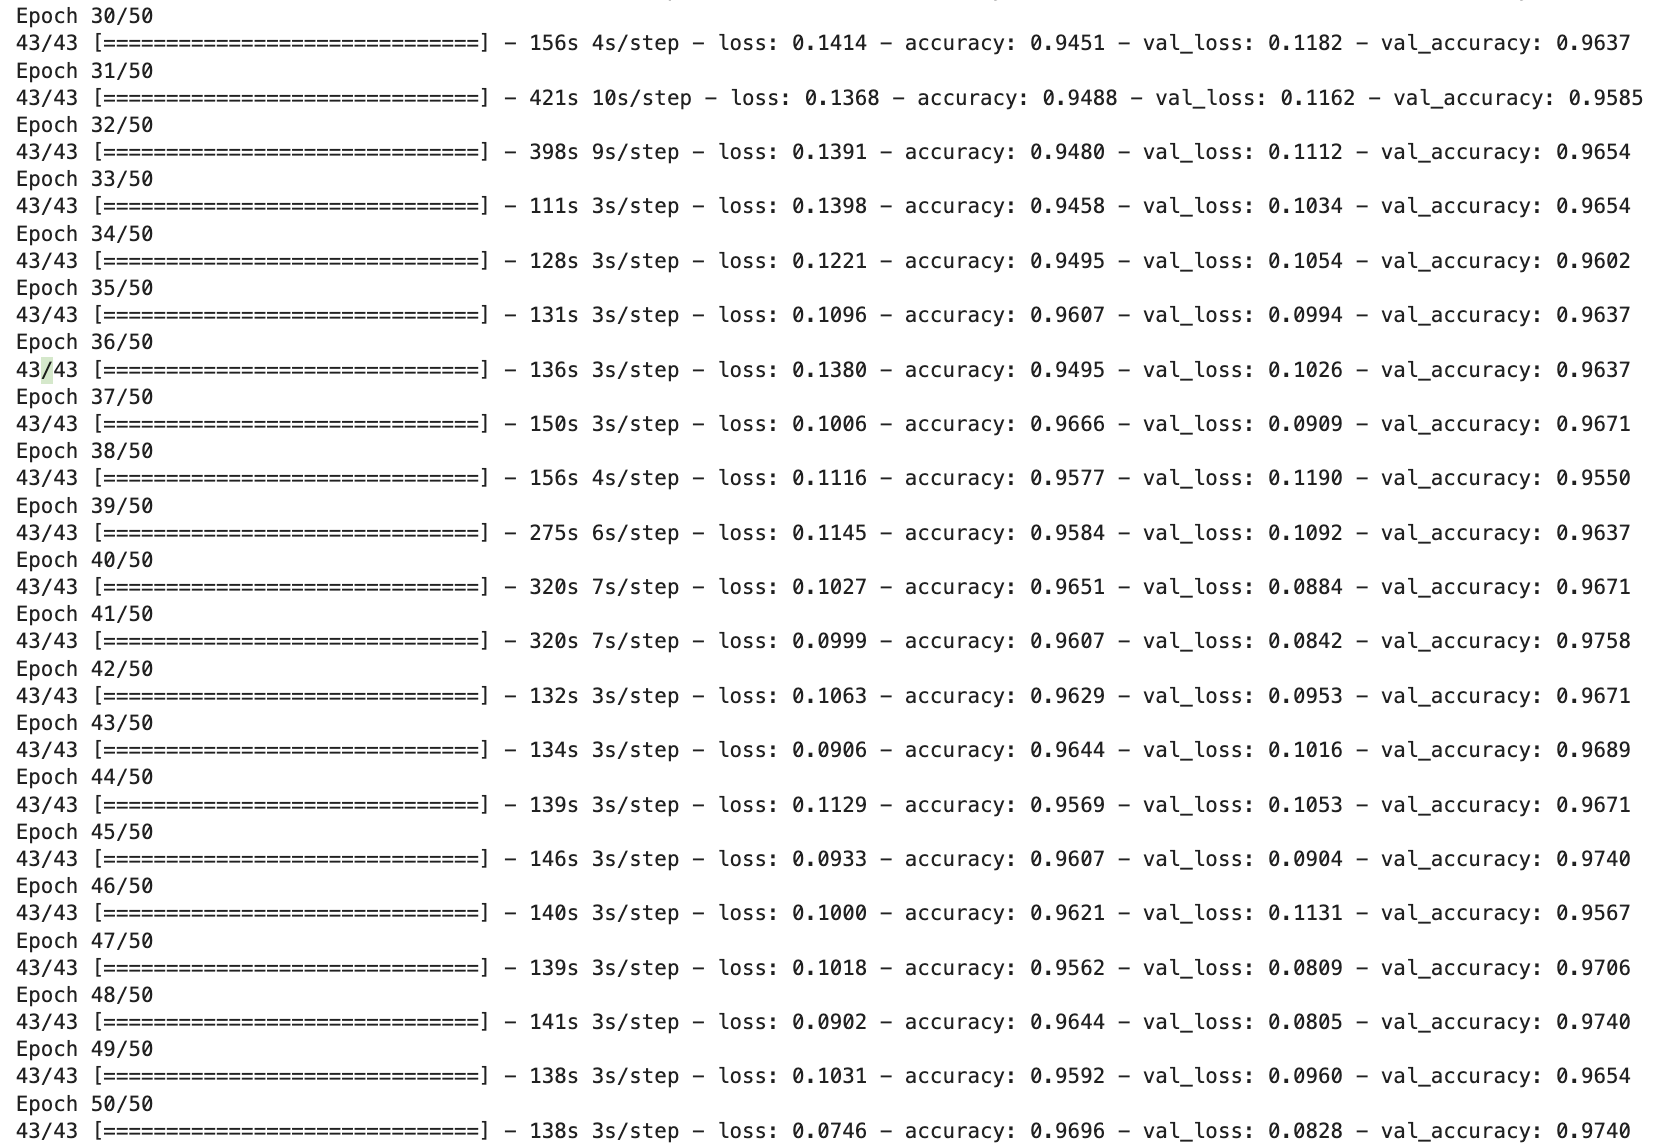 Epoch 30/50
43/43 [==============================] - 156s 4s/step - loss: 0.1414 - accuracy: 0.9451 - val_loss: 0.1182 - val_accuracy: 0.9637
Epoch 31/50
43/43 [==============================] - 421s 10s/step - loss: 0.1368 - accuracy: 0.9488 - val_loss: 0.1162 - val_accuracy: 0.9585
Epoch 32/50
43/43 [==============================] - 398s 9s/step - loss: 0.1391 - accuracy: 0.9480 - val_loss: 0.1112 - val_accuracy: 0.9654
Epoch 33/50
43/43 [==============================] - 111s 3s/step - loss: 0.1398 - accuracy: 0.9458 - val_loss: 0.1034 - val_accuracy: 0.9654
Epoch 34/50
43/43 [==============================] - 128s 3s/step - loss: 0.1221 - accuracy: 0.9495 - val_loss: 0.1054 - val_accuracy: 0.9602
Epoch 35/50
43/43 [==============================] - 131s 3s/step - loss: 0.1096 - accuracy: 0.9607 - val_loss: 0.0994 - val_accuracy: 0.9637
Epoch 36/50
43/43 [==============================] - 136s 3s/step - loss: 0.1380 - accuracy: 0.9495 - val_loss: 0.1026 - val_accuracy: 0.9637
Epoch 37/50
43/43 [==============================] - 150s 3s/step - loss: 0.1006 - accuracy: 0.9666 - val_loss: 0.0909 - val_accuracy: 0.9671
Epoch 38/50
43/43 [==============================] - 156s 4s/step - loss: 0.1116 - accuracy: 0.9577 - val_loss: 0.1190 - val_accuracy: 0.9550
Epoch 39/50
43/43 [==============================] - 275s 6s/step - loss: 0.1145 - accuracy: 0.9584 - val_loss: 0.1092 - val_accuracy: 0.9637
Epoch 40/50
43/43 [==============================] - 320s 7s/step - loss: 0.1027 - accuracy: 0.9651 - val_loss: 0.0884 - val_accuracy: 0.9671
Epoch 41/50
43/43 [==============================] - 320s 7s/step - loss: 0.0999 - accuracy: 0.9607 - val_loss: 0.0842 - val_accuracy: 0.9758
Epoch 42/50
43/43 [==============================] - 132s 3s/step - loss: 0.1063 - accuracy: 0.9629 - val_loss: 0.0953 - val_accuracy: 0.9671
Epoch 43/50
43/43 [==============================] - 134s 3s/step - loss: 0.0906 - accuracy: 0.9644 - val_loss: 0.1016 - val_accuracy: 0.9689
Epoch 44/50
43/43 [==============================] - 139s 3s/step - loss: 0.1129 - accuracy: 0.9569 - val_loss: 0.1053 - val_accuracy: 0.9671
Epoch 45/50
43/43 [==============================] - 146s 3s/step - loss: 0.0933 - accuracy: 0.9607 - val_loss: 0.0904 - val_accuracy: 0.9740
Epoch 46/50
43/43 [==============================] - 140s 3s/step - loss: 0.1000 - accuracy: 0.9621 - val_loss: 0.1131 - val_accuracy: 0.9567
Epoch 47/50
43/43 [==============================] - 139s 3s/step - loss: 0.1018 - accuracy: 0.9562 - val_loss: 0.0809 - val_accuracy: 0.9706
Epoch 48/50
43/43 [==============================] - 141s 3s/step - loss: 0.0902 - accuracy: 0.9644 - val_loss: 0.0805 - val_accuracy: 0.9740
Epoch 49/50
43/43 [==============================] - 138s 3s/step - loss: 0.1031 - accuracy: 0.9592 - val_loss: 0.0960 - val_accuracy: 0.9654
Epoch 50/50
43/43 [==============================] - 138s 3s/step - loss: 0.0746 - accuracy: 0.9696 - val_loss: 0.0828 - val_accuracy: 0.9740